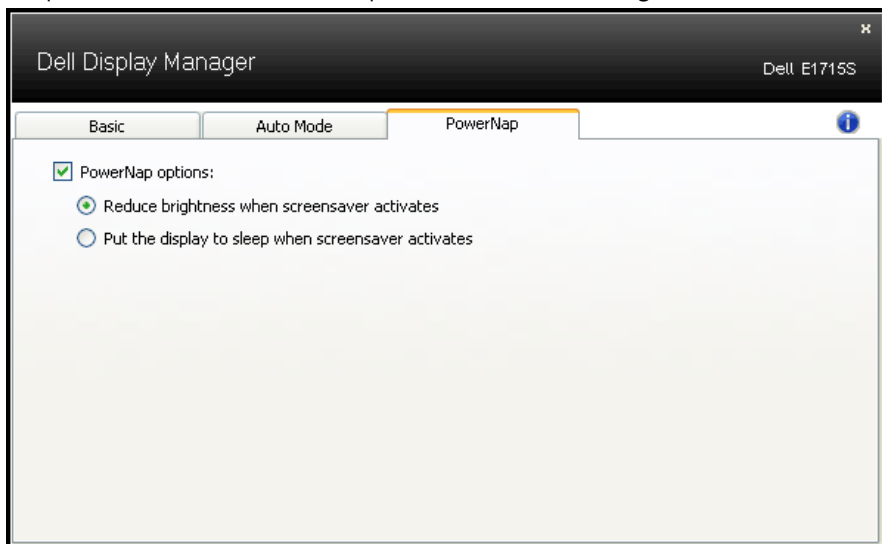 x
Dell Display Manager
Dell E1715S
Basic
Auto Mode
PowerNap
i
PowerNap options:
Reduce brightness when screensaver activates
Put the display to sleep when screensaver activates